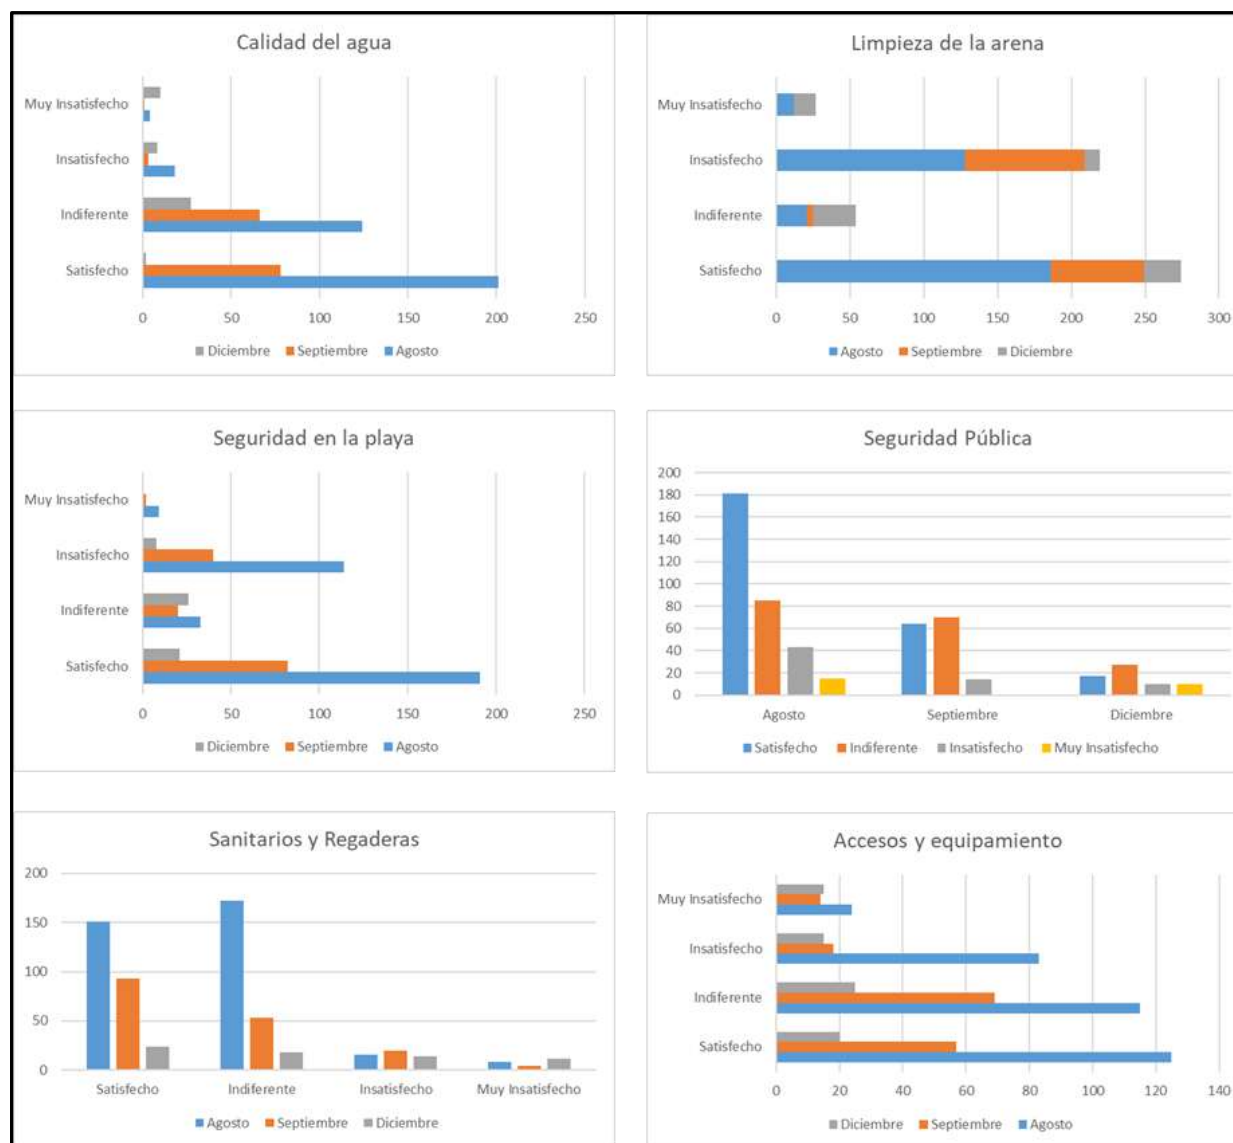 Calidad del agua
Muy Insatisfecho
Insatisfecho
Indiferente
Satisfecho
0 50 100 150 200 250
Diciembre Septiembre Agosto
Limpieza de la arena
Muy Insatisfecho
Insatisfecho
Indiferente
Satisfecho
0 50 100 150 200 250 300
Agosto Septiembre Diciembre
Seguridad en la playa
Muy Insatisfecho
Insatisfecho
Indiferente
Satisfecho
0 50 100 150 200 250
Diciembre Septiembre Agosto
Seguridad Pública
200
180
160
140
120
100
80
60
40
20
0
Agosto Septiembre Diciembre
Satisfecho Indiferente Insatisfecho Muy Insatisfecho
Sanitarios y Regaderas
200
150
100
50
0
Satisfecho Indiferente Insatisfecho Muy Insatisfecho
Agosto Septiembre Diciembre
Accesos y equipamiento
Muy Insatisfecho
Insatisfecho
Indiferente
Satisfecho
0 20 40 60 80 100 120 140
Diciembre Septiembre Agosto